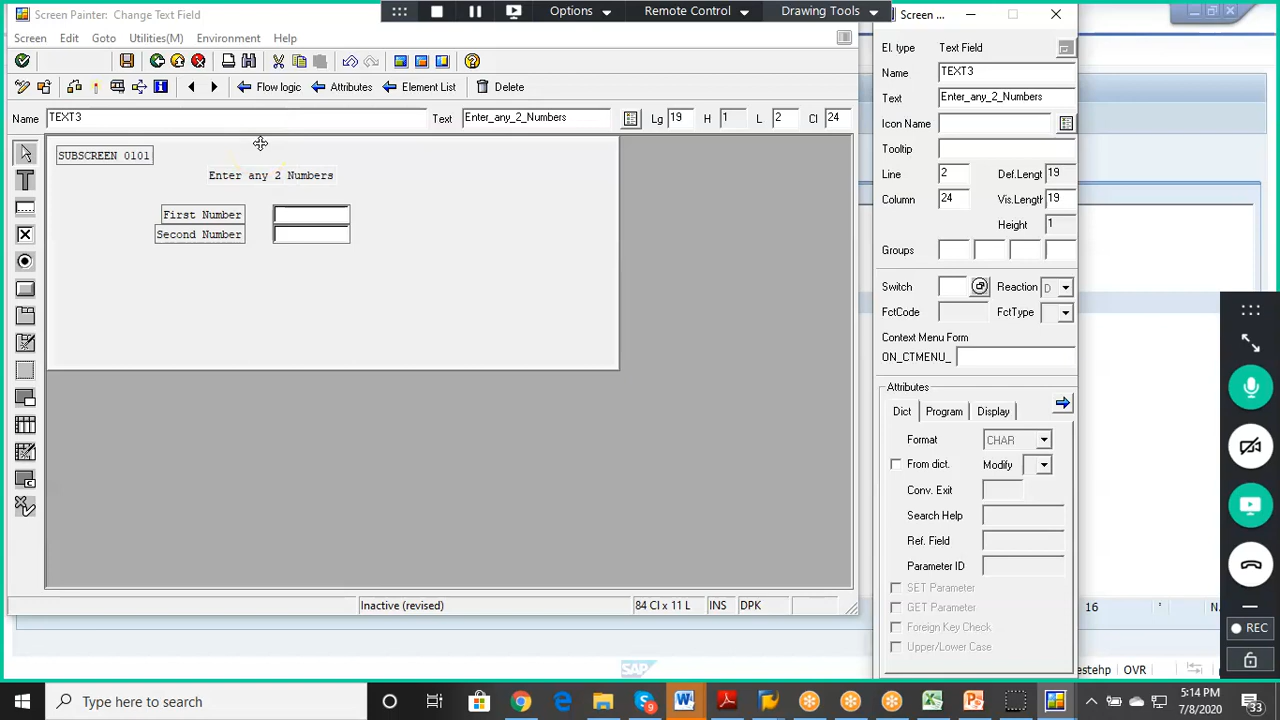 Screen Painter: Change Text Field
Options
Remote Control
Drawing Tools
Screen ...
Screen Edit Goto Utilities(M) Environment Help
Flow logic Attributes Element List Delete
Name TEXT3 Text Enter_any_2_Numbers Lg 19 H 1 L 2 Cl 24
SUBSCREEN 0101
Enter any 2 Numbers
First Number
Second Number
Inactive (revised) 84 Cl x 11 L INS DPK
El. type Text Field
Name TEXT3
Text Enter_any_2_Numbers
Icon Name
Tooltip
Line 2 Def.Length 19
Column 24 Vis.Length 19
Height 1
Groups
Switch Reaction D
FctCode FctType
Context Menu Form
ON_CTMENU_
Attributes
Dict Program Display
Format CHAR
From dict. Modify
Conv. Exit
Search Help
Ref. Field
Parameter ID
SET Parameter
GET Parameter
Foreign Key Check
Upper/Lower Case
16 N.
REC
SAP
estehp OVR
Type here to search
9
5:14 PM
7/8/2020
33